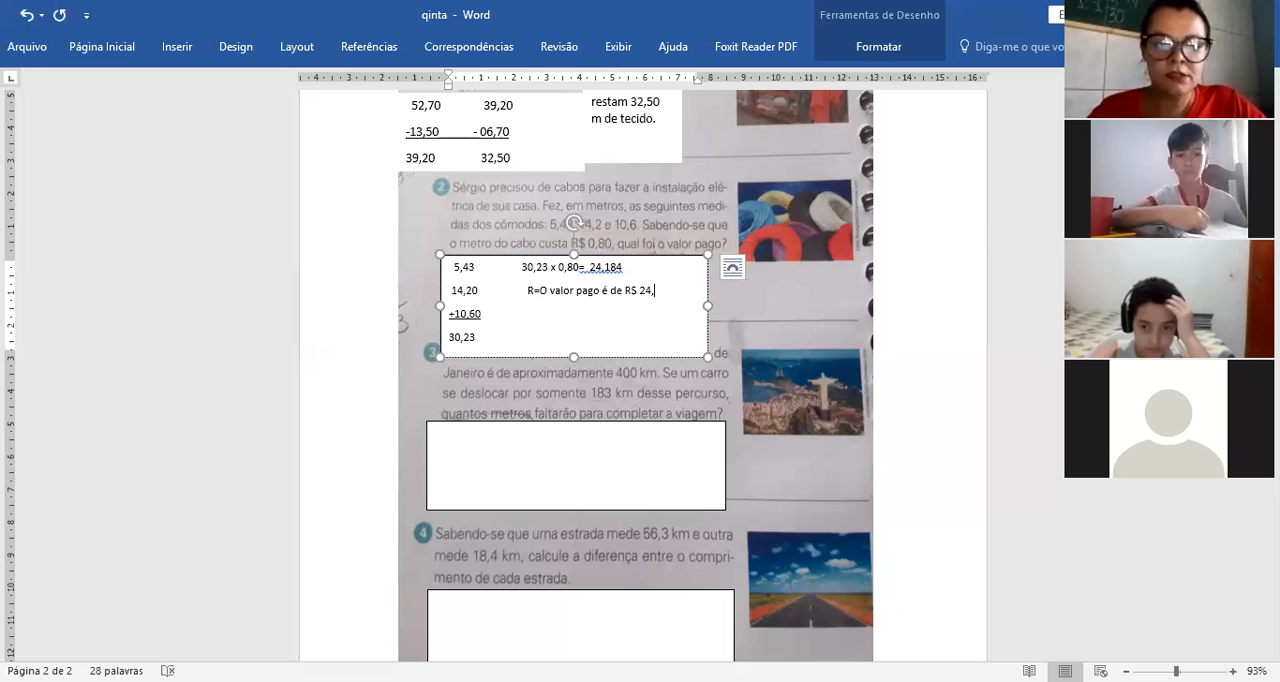 qinta - Word
Ferramentas de Desenho
Arquivo
Página Inicial
Inserir
Design
Layout
Referências
Correspondências
Revisão
Exibir
Ajuda
Foxit Reader PDF
Formatar
Diga-me o que vo
52,70 39,20
-13,50 - 06,70
39,20 32,50
restam 32,50
m de tecido.
2 Sérgio precisou de cabos para fazer a instalação elé-
trica de sua casa. Fez, em metros, as seguintes medi-
das dos cômodos: 4,2 e 10,6. Sabendo-se que
o metro do cabo custa R$ 0,80, qual foi o valor pago?
5,43 30,23 x 0,80= 24,184
14,20 R=O valor pago é de R$ 24,
+10,60
30,23
3 de
Janeiro é de aproximadamente 400 km. Se um carro
se deslocar por somente 183 km desse percurso,
quantos metros faltarão para completar a viagem?
4 Sabendo-se que uma estrada mede 56,3 km e outra
mede 18,4 km, calcule a diferença entre o compri-
mento de cada estrada.
Página 2 de 2
28 palavras
93%